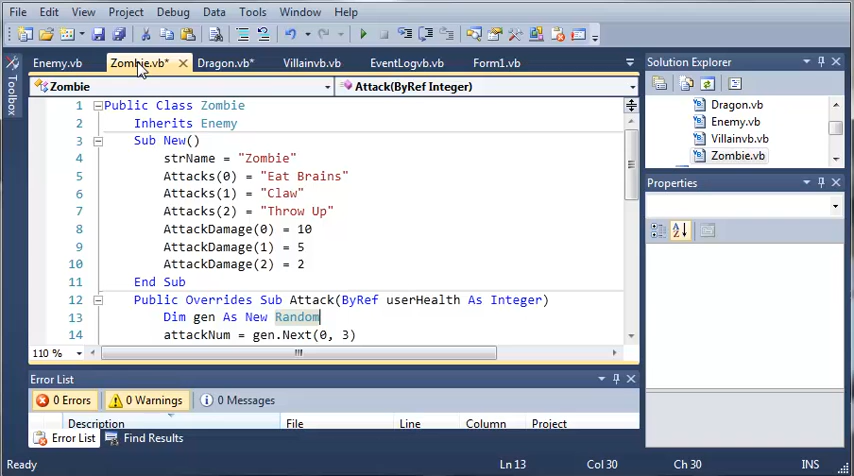 File Edit View Project Debug Data Tools Window Help
Enemy.vb Zombie.vb* Dragon.vb* Villainvb.vb EventLogvb.vb Form1.vb
Zombie Attack(ByRef Integer)
1 Public Class Zombie
2 Inherits Enemy
3 Sub New()
4 strName = "Zombie"
5 Attacks(0) = "Eat Brains"
6 Attacks(1) = "Claw"
7 Attacks(2) = "Throw Up"
8 AttackDamage(0) = 10
9 AttackDamage(1) = 5
10 AttackDamage(2) = 2
11 End Sub
12 Public Overrides Sub Attack(ByRef userHealth As Integer)
13 Dim gen As New Random
14 attackNum = gen.Next(0, 3)
110 %
Toolbox
Solution Explorer
Dragon.vb
Enemy.vb
Villainvb.vb
Zombie.vb
Properties
Error List
0 Errors 0 Warnings 0 Messages
Description File Line Column Project
Error List Find Results
Ready Ln 13 Col 30 Ch 30 INS